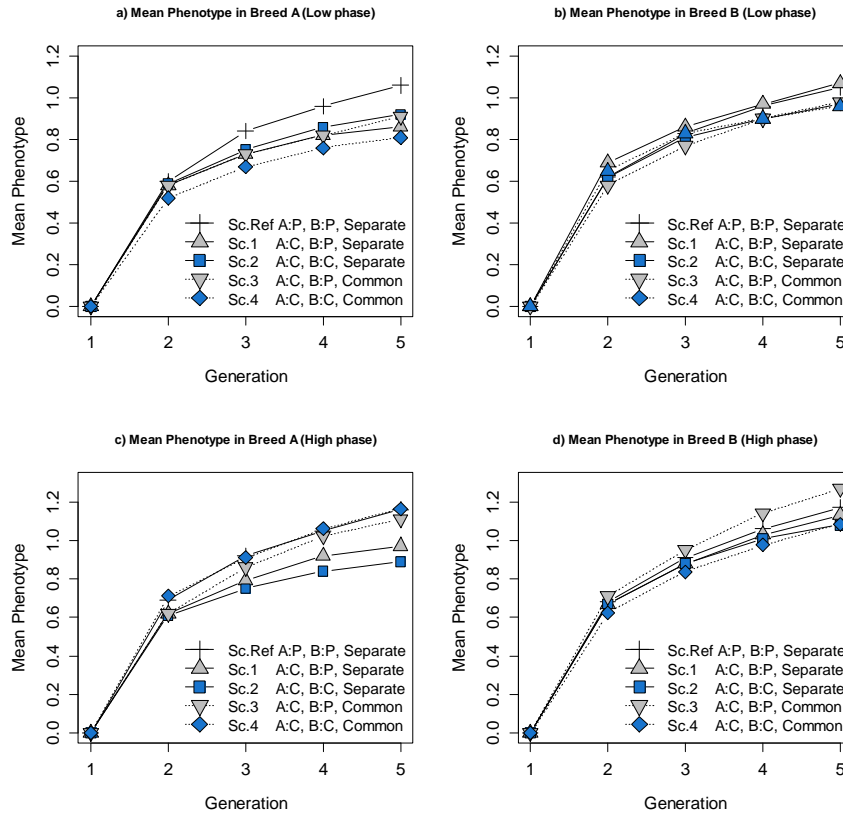 a) Mean Phenotype in Breed A (Low phase)
Mean Phenotype
0.0 0.2 0.4 0.6 0.8 1.0 1.2
Sc.Ref A:P, B:P, Separate
Sc.1 A:C, B:P, Separate
Sc.2 A:C, B:C, Separate
Sc.3 A:C, B:P, Common
Sc.4 A:C, B:C, Common
1 2 3 4 5
Generation
b) Mean Phenotype in Breed B (Low phase)
Mean Phenotype
0.0 0.2 0.4 0.6 0.8 1.0 1.2
Sc.Ref A:P, B:P, Separate
Sc.1 A:C, B:P, Separate
Sc.2 A:C, B:C, Separate
Sc.3 A:C, B:P, Common
Sc.4 A:C, B:C, Common
1 2 3 4 5
Generation
c) Mean Phenotype in Breed A (High phase)
Mean Phenotype
0.0 0.2 0.4 0.6 0.8 1.0 1.2
Sc.Ref A:P, B:P, Separate
Sc.1 A:C, B:P, Separate
Sc.2 A:C, B:C, Separate
Sc.3 A:C, B:P, Common
Sc.4 A:C, B:C, Common
1 2 3 4 5
Generation
d) Mean Phenotype in Breed B (High phase)
Mean Phenotype
0.0 0.2 0.4 0.6 0.8 1.0 1.2
Sc.Ref A:P, B:P, Separate
Sc.1 A:C, B:P, Separate
Sc.2 A:C, B:C, Separate
Sc.3 A:C, B:P, Common
Sc.4 A:C, B:C, Common
1 2 3 4 5
Generation